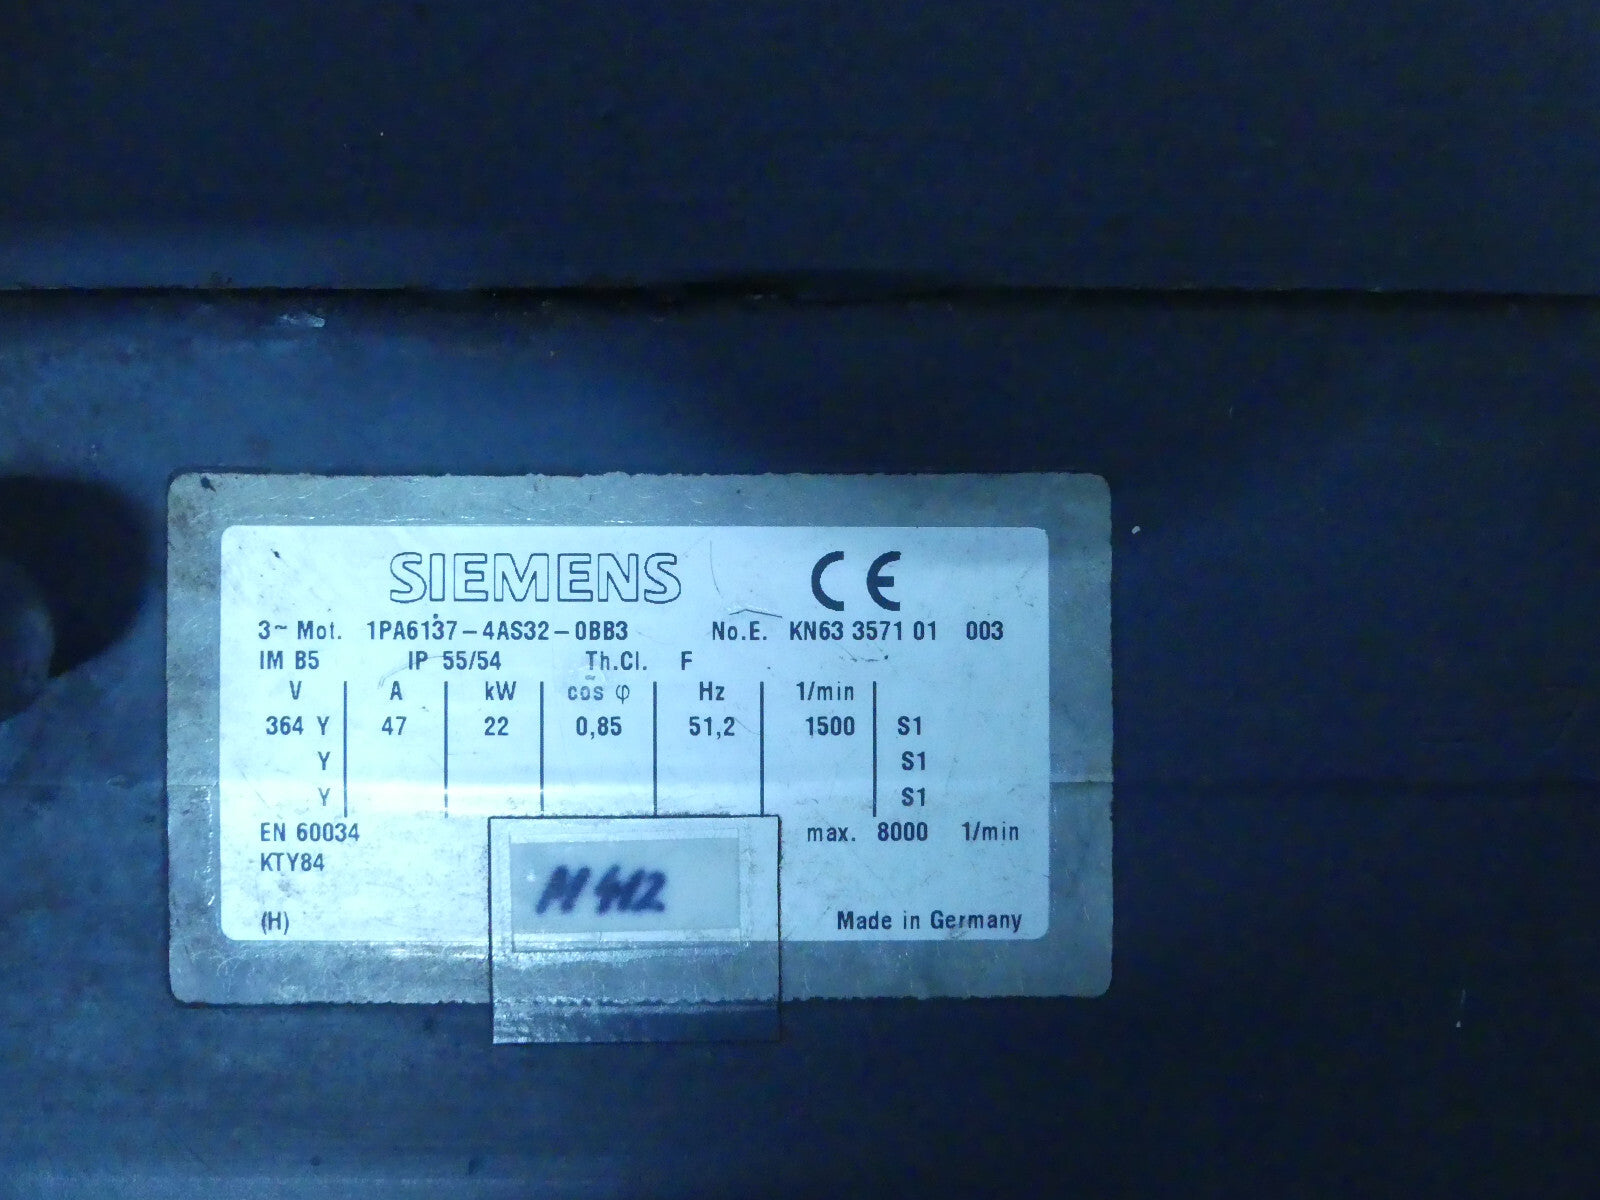 SIEMENS CE
3~ Mot. 1PA6137-4AS32-0BB3 No.E. KN63 3571 01 003
IM B5 IP 55/54 Th.Cl. F
V A kW cos φ Hz 1/min
364 Y 47 22 0,85 51,2 1500 S1
Y S1
Y S1
EN 60034 max. 8000 1/min
KTY84
M412
(H) Made in Germany